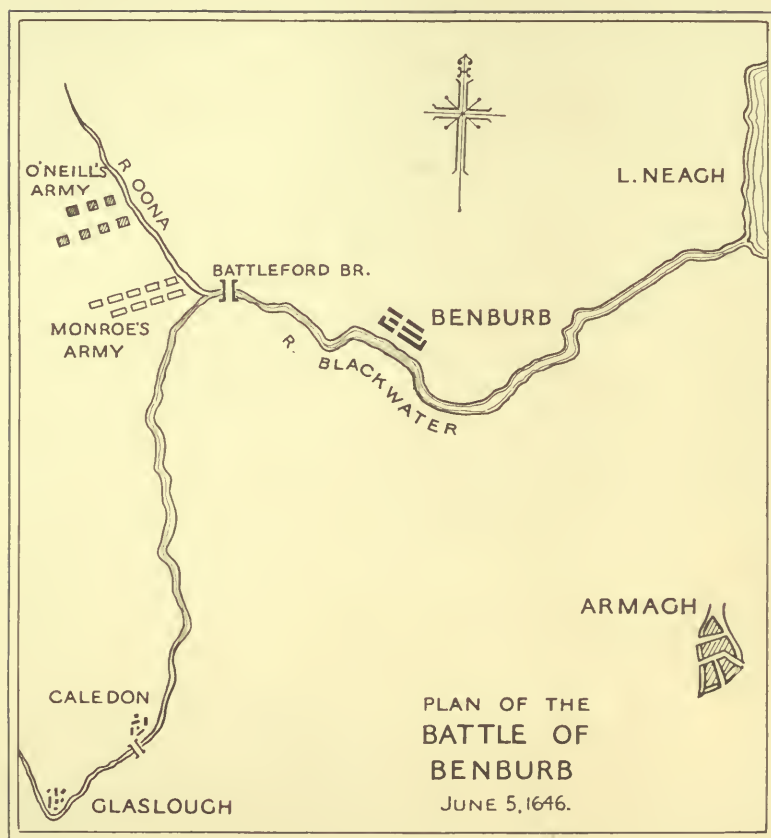 O'NEILL'S
ARMY
R OONA
L. NEAGH
BATTLEFORD BR.
MONROE'S
ARMY
BENBURB
R. BLACKWATER
ARMAGH
CALEDON
GLASLOUGH
PLAN OF THE
BATTLE OF
BENBURB
JUNE 5, 1646.